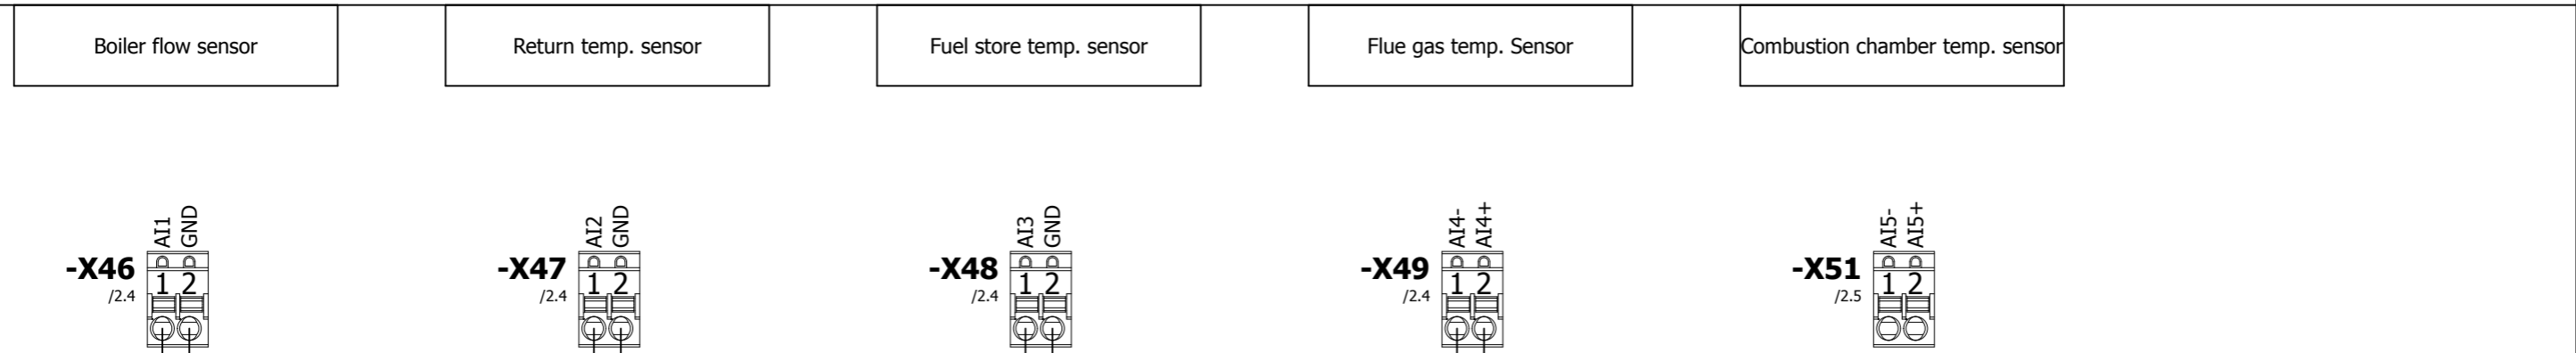 Boiler flow sensor
Return temp. sensor
Fuel store temp. sensor
Flue gas temp. Sensor
Combustion chamber temp. sensor
AI1
GND
-X46
/2.4
1 2
AI2
GND
-X47
/2.4
1 2
AI3
GND
-X48
/2.4
1 2
AI4-
AI4+
-X49
/2.4
1 2
AI5-
AI5+
-X51
/2.5
1 2